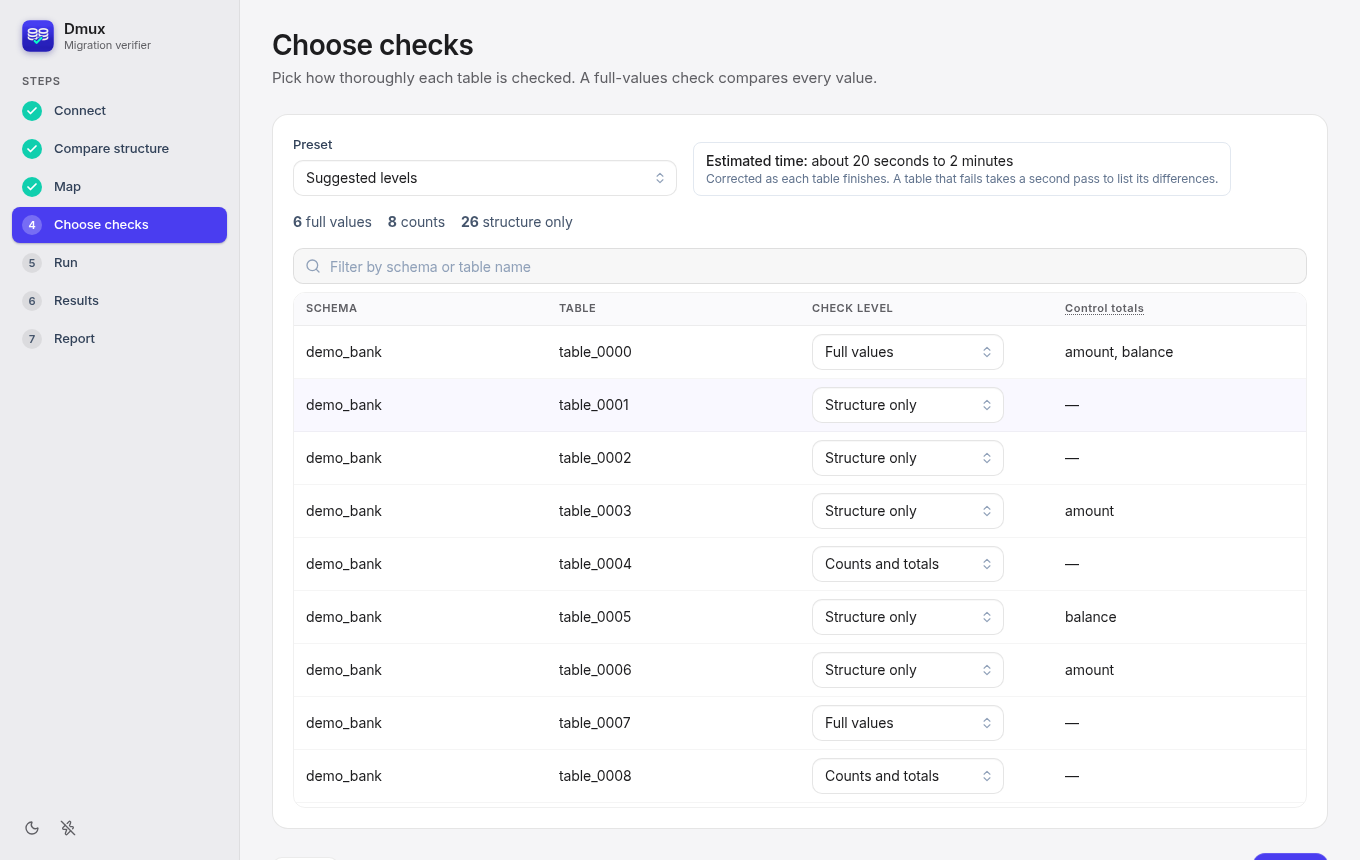 Dmux
Migration verifier
STEPS
Connect
Compare structure
Map
4 Choose checks
5 Run
6 Results
7 Report
Choose checks
Pick how thoroughly each table is checked. A full-values check compares every value.
Preset
Suggested levels
Estimated time: about 20 seconds to 2 minutes
Corrected as each table finishes. A table that fails takes a second pass to list its differences.
6 full values 8 counts 26 structure only
Filter by schema or table name
SCHEMA TABLE CHECK LEVEL Control totals
demo_bank table_0000 Full values amount, balance
demo_bank table_0001 Structure only —
demo_bank table_0002 Structure only —
demo_bank table_0003 Structure only amount
demo_bank table_0004 Counts and totals —
demo_bank table_0005 Structure only balance
demo_bank table_0006 Structure only amount
demo_bank table_0007 Full values —
demo_bank table_0008 Counts and totals —